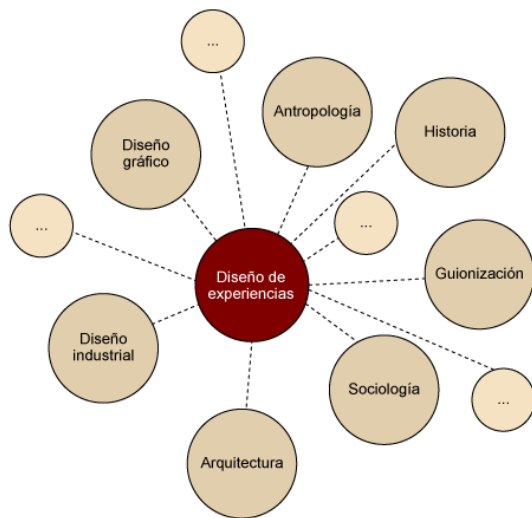 ...
Antropología
Historia
Diseño
gráfico
...
...
Diseño de
experiencias
Guionización
Diseño
industrial
Sociología
...
Arquitectura